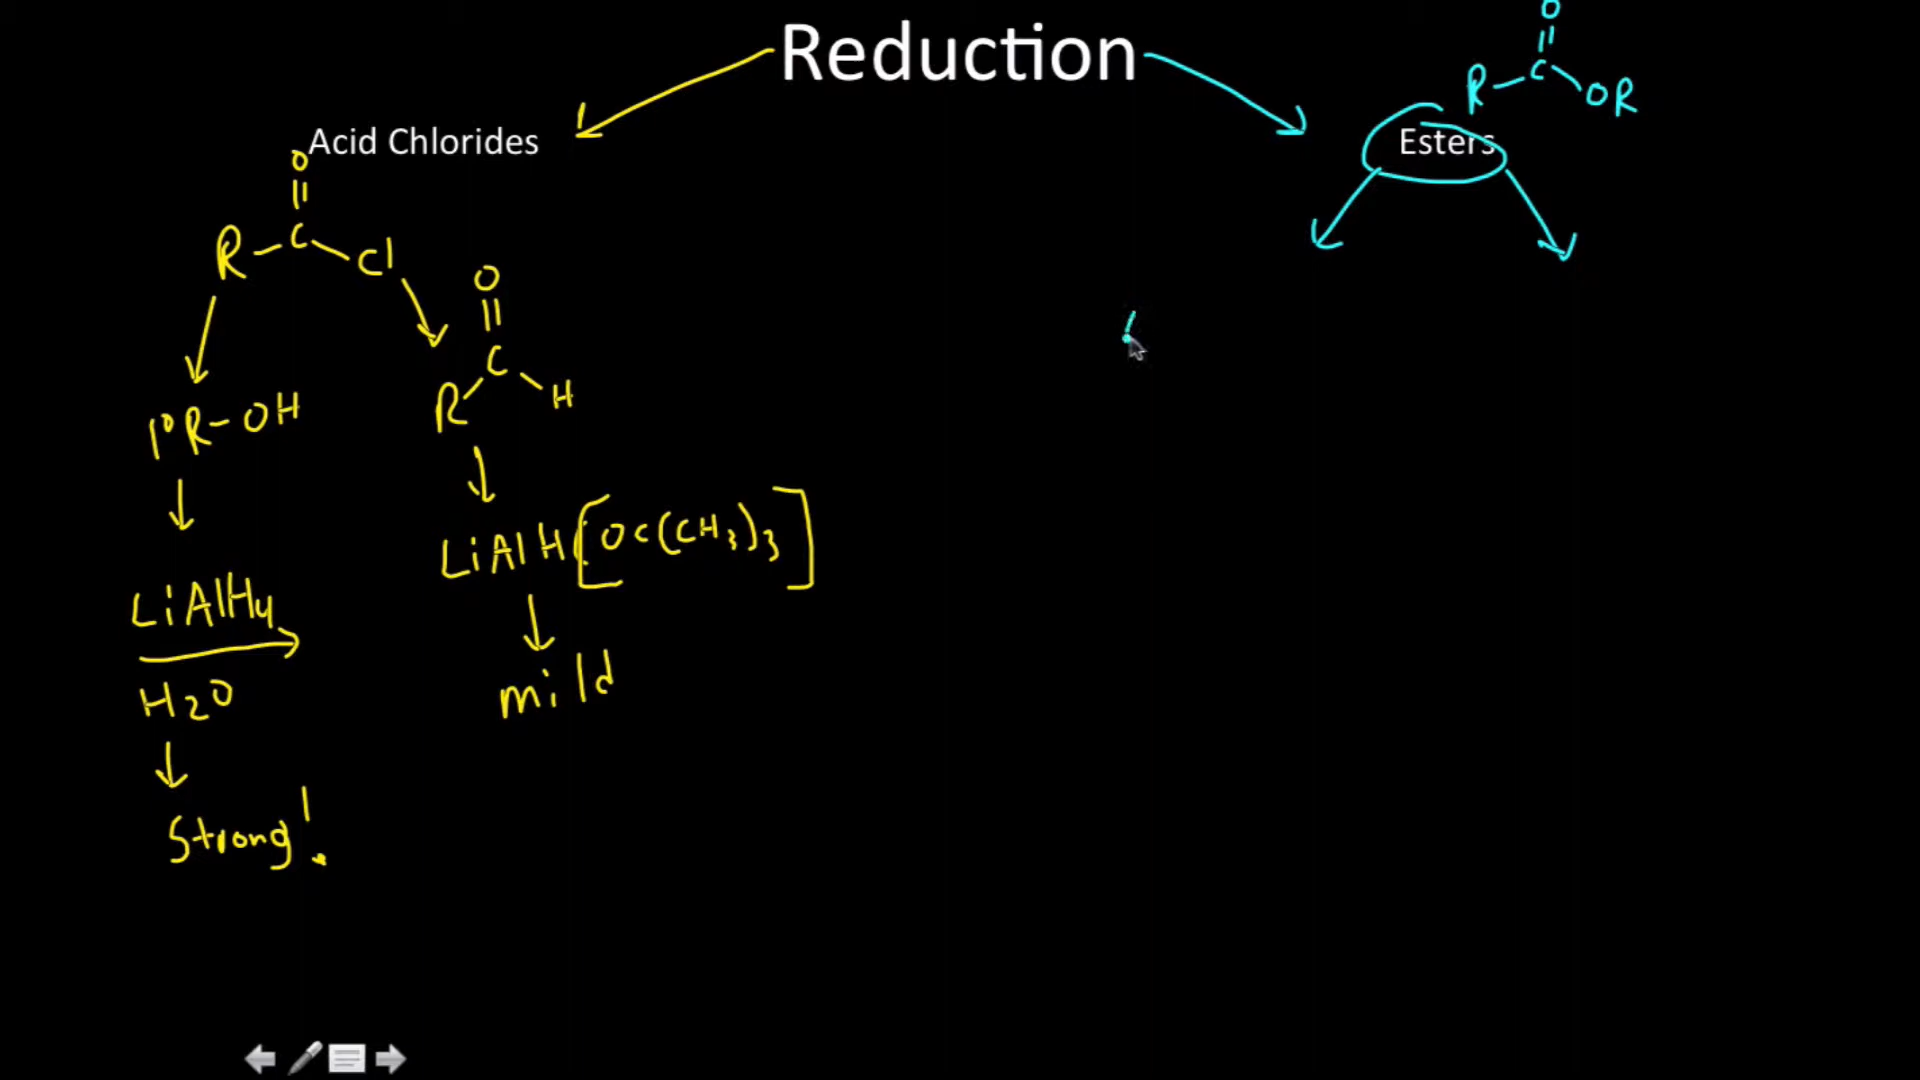 Reduction
Acid Chlorides
O
||
R-C-Cl
1°R-OH
LiAlH4
H2O
Strong!
O
||
R-C-H
LiAlH[OC(CH3)3]
mild
O
||
R-C-OR
Esters